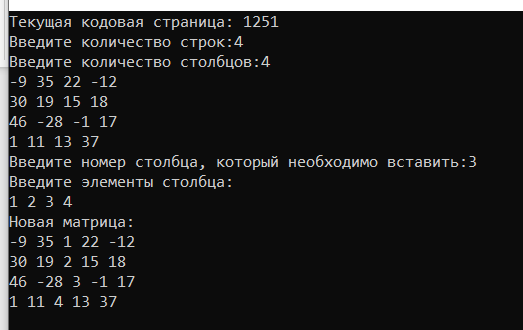 Текущая кодовая страница: 1251
Введите количество строк:4
Введите количество столбцов:4
-9 35 22 -12
30 19 15 18
46 -28 -1 17
1 11 13 37
Введите номер столбца, который необходимо вставить:3
Введите элементы столбца:
1 2 3 4
Новая матрица:
-9 35 1 22 -12
30 19 2 15 18
46 -28 3 -1 17
1 11 4 13 37